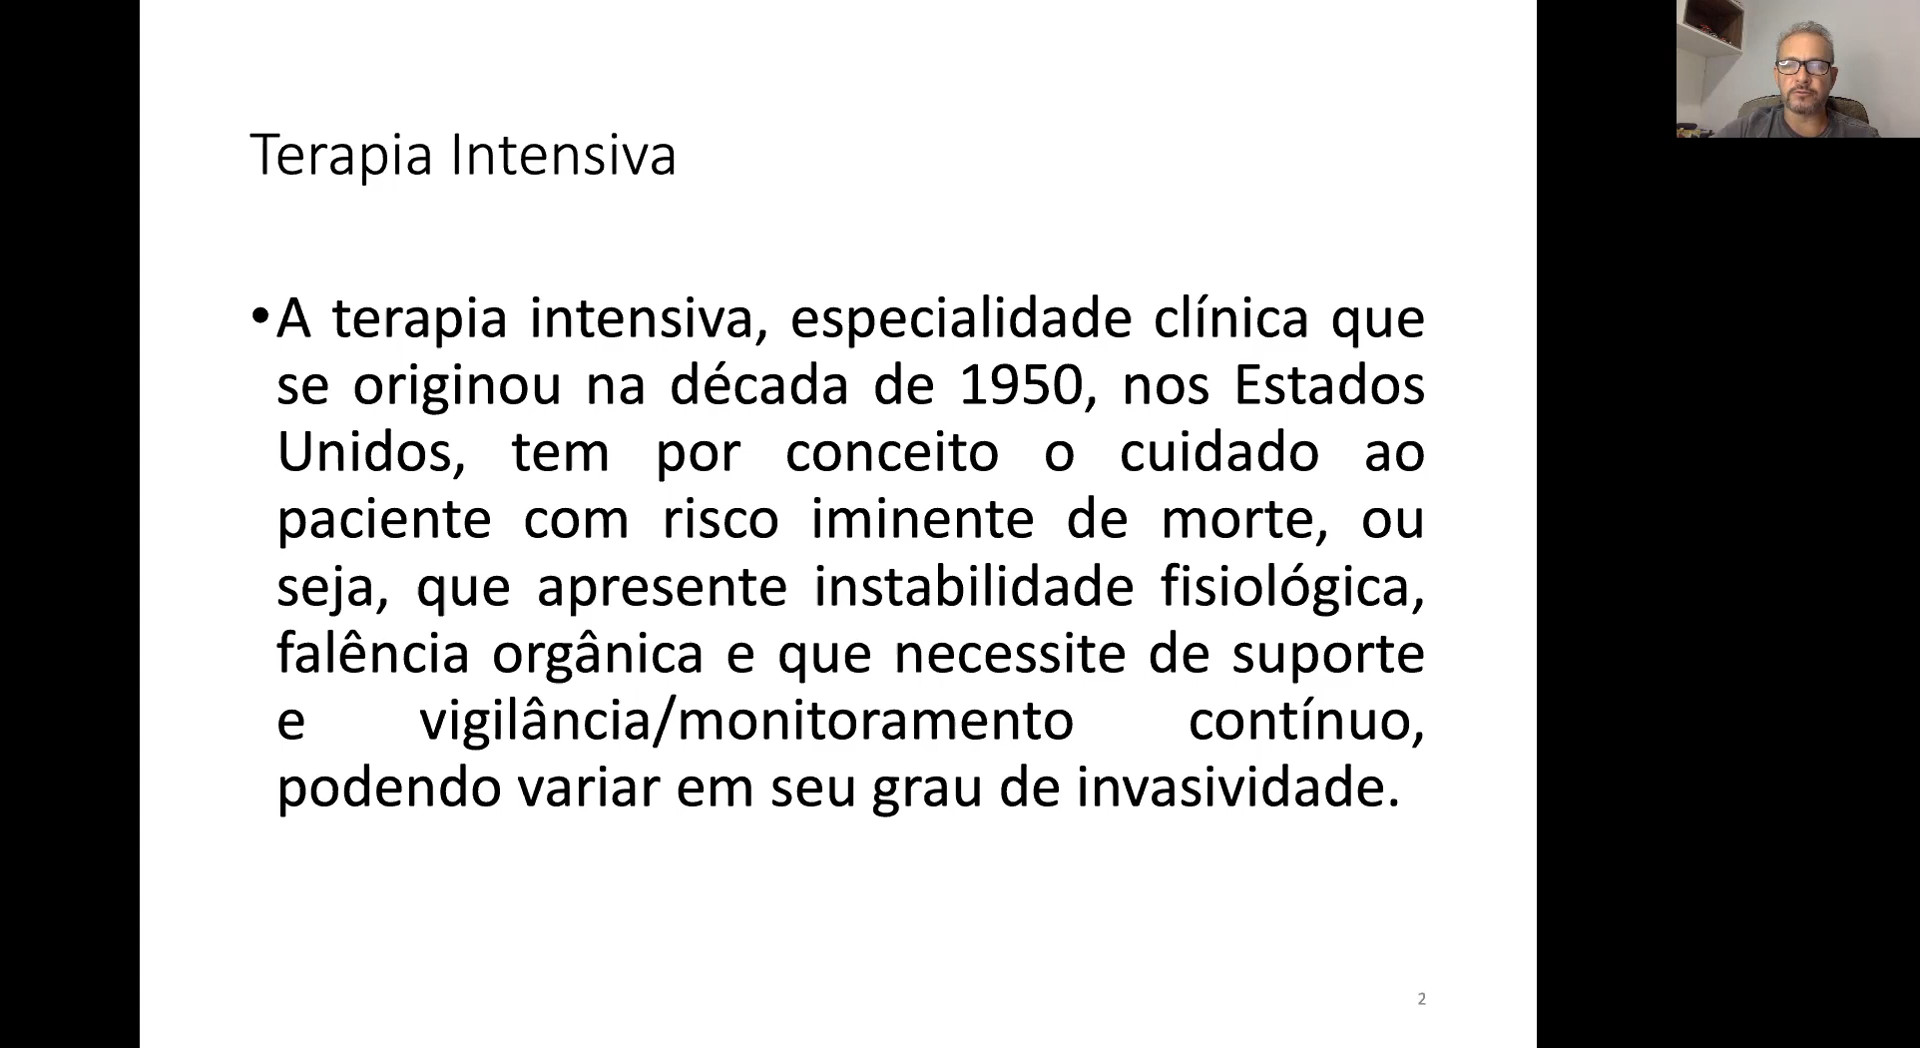 Terapia Intensiva
•A terapia intensiva, especialidade clínica que
se originou na década de 1950, nos Estados
Unidos, tem por conceito o cuidado ao
paciente com risco iminente de morte, ou
seja, que apresente instabilidade fisiológica,
falência orgânica e que necessite de suporte
e vigilância/monitoramento contínuo,
podendo variar em seu grau de invasividade.
2